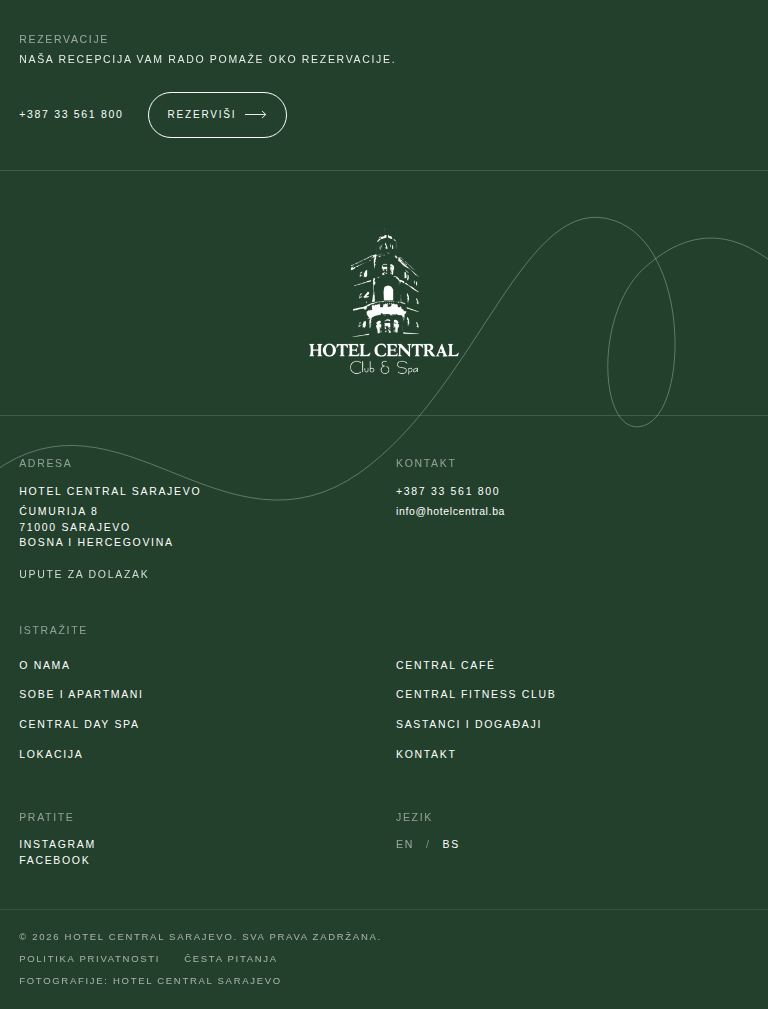 REZERVACIJE
NAŠA RECEPCIJA VAM RADO POMAŽE OKO REZERVACIJE.
+387 33 561 800
REZERVIŠI
HOTEL CENTRAL
Club & Spa
ADRESA
HOTEL CENTRAL SARAJEVO
ĆUMURIJA 8
71000 SARAJEVO
BOSNA I HERCEGOVINA
UPUTE ZA DOLAZAK
KONTAKT
+387 33 561 800
info@hotelcentral.ba
ISTRAŽITE
O NAMA
SOBE I APARTMANI
CENTRAL DAY SPA
LOKACIJA
CENTRAL CAFÉ
CENTRAL FITNESS CLUB
SASTANCI I DOGAĐAJI
KONTAKT
PRATITE
INSTAGRAM
FACEBOOK
JEZIK
EN / BS
© 2026 HOTEL CENTRAL SARAJEVO. SVA PRAVA ZADRŽANA.
POLITIKA PRIVATNOSTI ČESTA PITANJA
FOTOGRAFIJE: HOTEL CENTRAL SARAJEVO